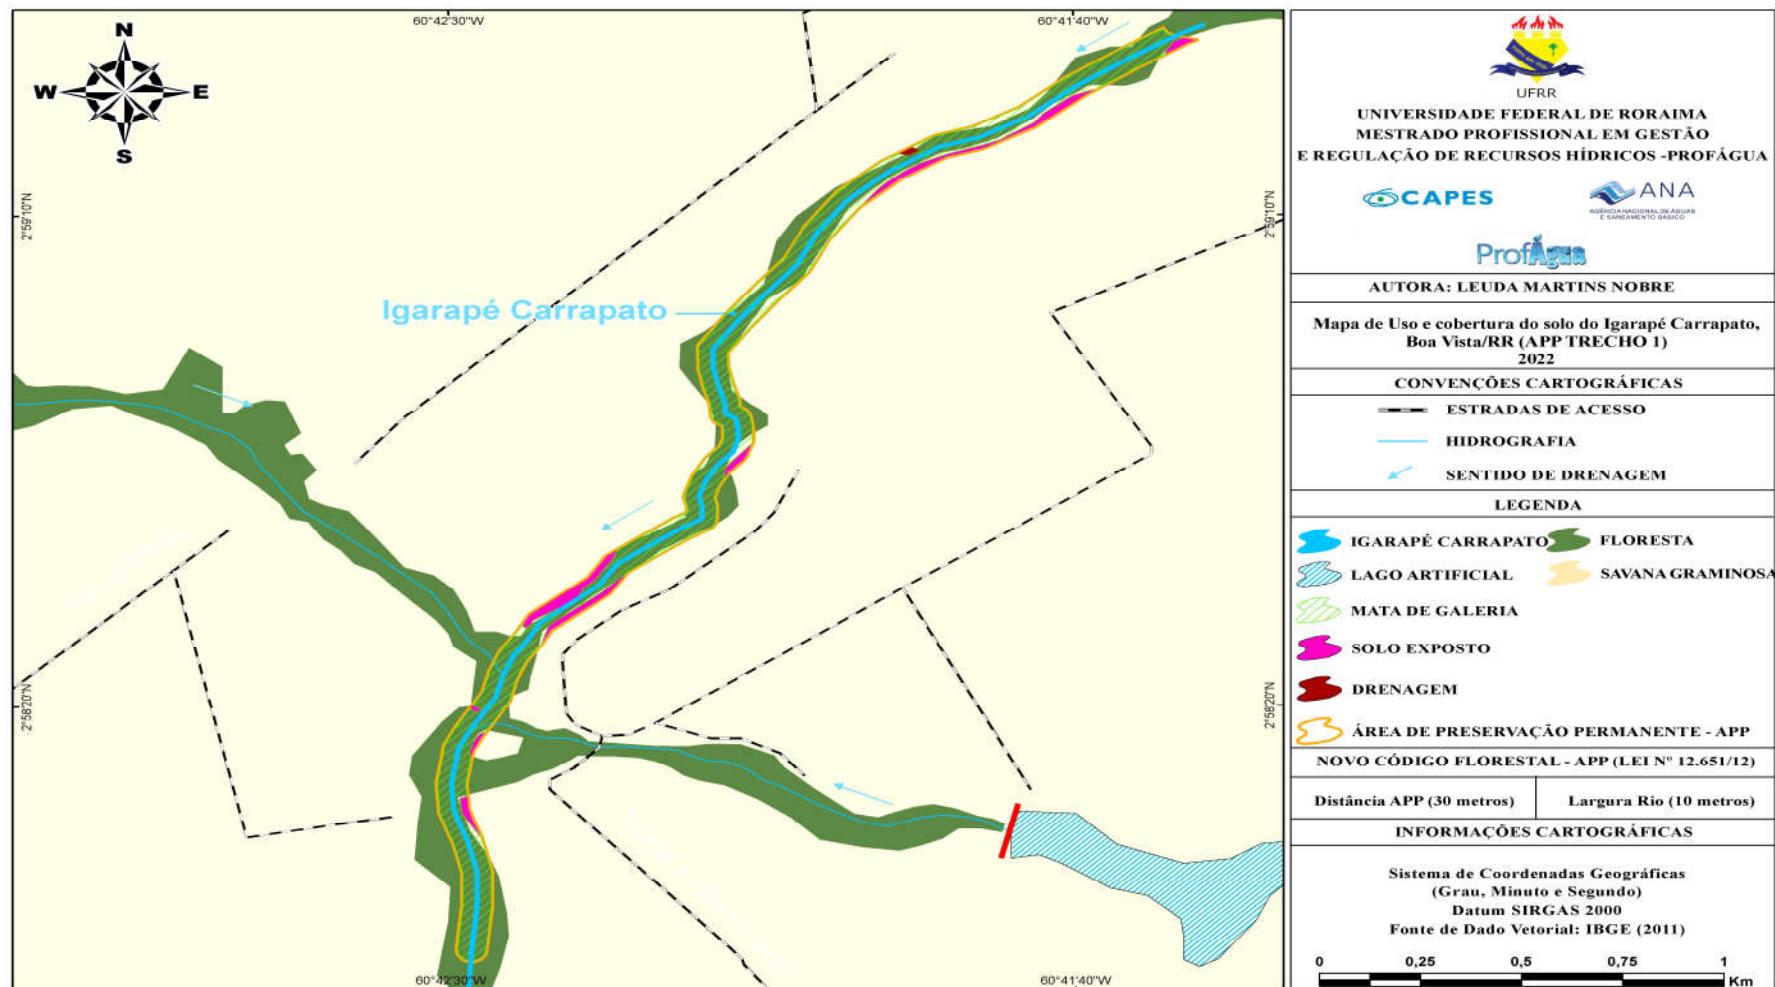 60°42'30"W
60°41'40"W
N
W
E
S
2°59'10"N
2°59'10"N
Igarapé Carrapato
2°58'20"N
2°58'20"N
60°42'30"W
60°41'40"W
UFRR
UNIVERSIDADE FEDERAL DE RORAIMA
MESTRADO PROFISSIONAL EM GESTÃO
E REGULAÇÃO DE RECURSOS HÍDRICOS -PROFÁGUA
CAPES
ANA
AGÊNCIA NACIONAL DE ÁGUAS
E SANEAMENTO BÁSICO
ProfÁgua
AUTORA: LEUDA MARTINS NOBRE
Mapa de Uso e cobertura do solo do Igarapé Carrapato,
Boa Vista/RR (APP TRECHO 1)
2022
CONVENÇÕES CARTOGRÁFICAS
ESTRADAS DE ACESSO
HIDROGRAFIA
SENTIDO DE DRENAGEM
LEGENDA
IGARAPÉ CARRAPATO
FLORESTA
LAGO ARTIFICIAL
SAVANA GRAMINOSA
MATA DE GALERIA
SOLO EXPOSTO
DRENAGEM
ÁREA DE PRESERVAÇÃO PERMANENTE - APP
NOVO CÓDIGO FLORESTAL - APP (LEI Nº 12.651/12)
Distância APP (30 metros)
Largura Rio (10 metros)
INFORMAÇÕES CARTOGRÁFICAS
Sistema de Coordenadas Geográficas
(Grau, Minuto e Segundo)
Datum SIRGAS 2000
Fonte de Dado Vetorial: IBGE (2011)
0 0,25 0,5 0,75 1
Km